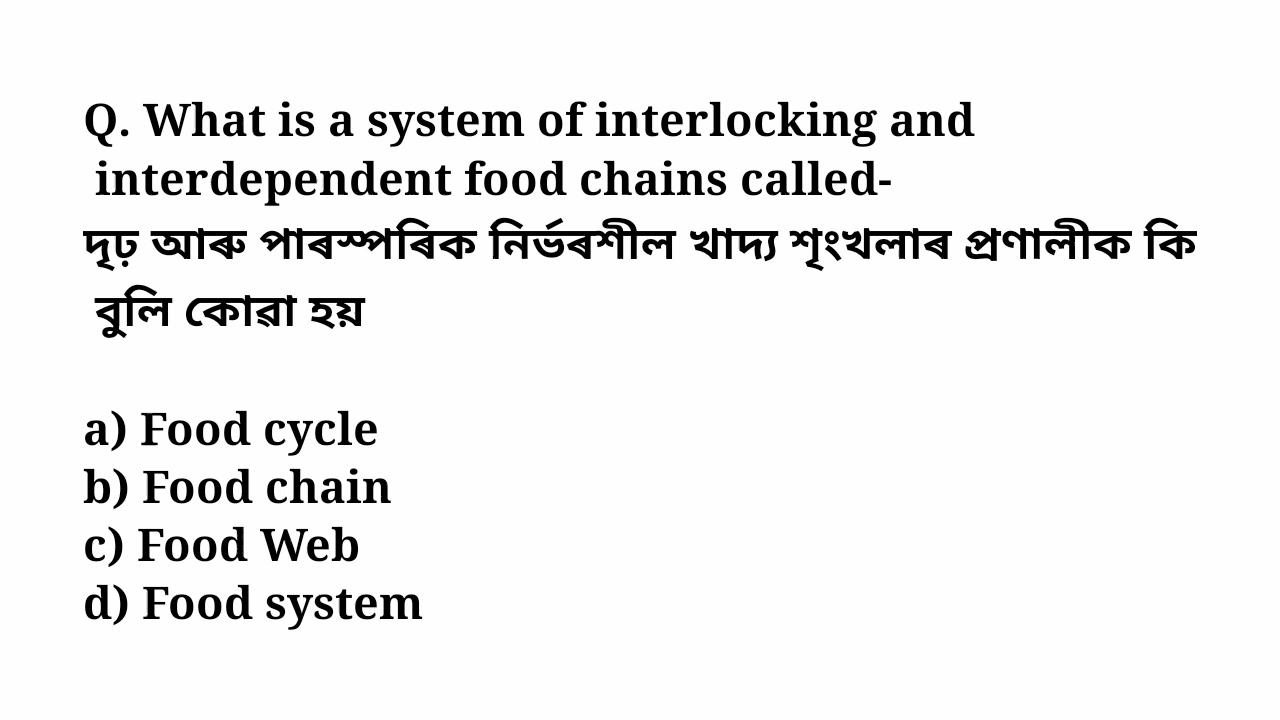 Q. What is a system of interlocking and
interdependent food chains called-
দৃঢ় আৰু পাৰস্পৰিক নিৰ্ভৰশীল খাদ্য শৃংখলাৰ প্ৰণালীক কি
বুলি কোৱা হয়
a) Food cycle
b) Food chain
c) Food Web
d) Food system